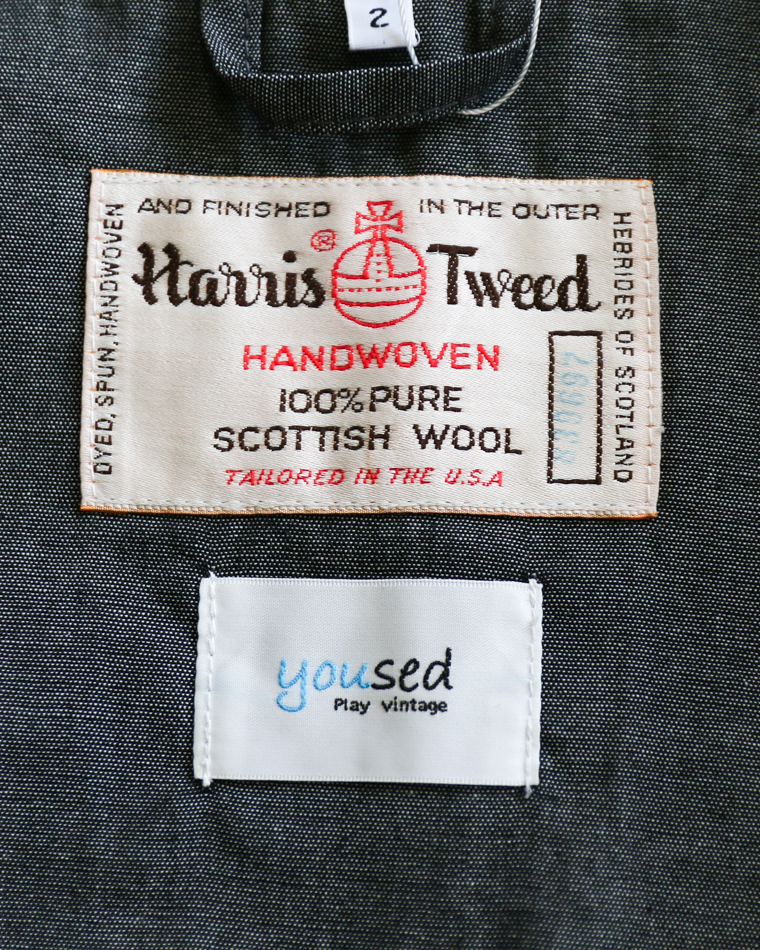 2
DYED, SPUN, HANDWOVEN
AND FINISHED IN THE OUTER
HEBRIDES OF SCOTLAND
Harris® Tweed
HANDWOVEN
100% PURE
SCOTTISH WOOL
TAILORED IN THE U.S.A
yoused
Play vintage